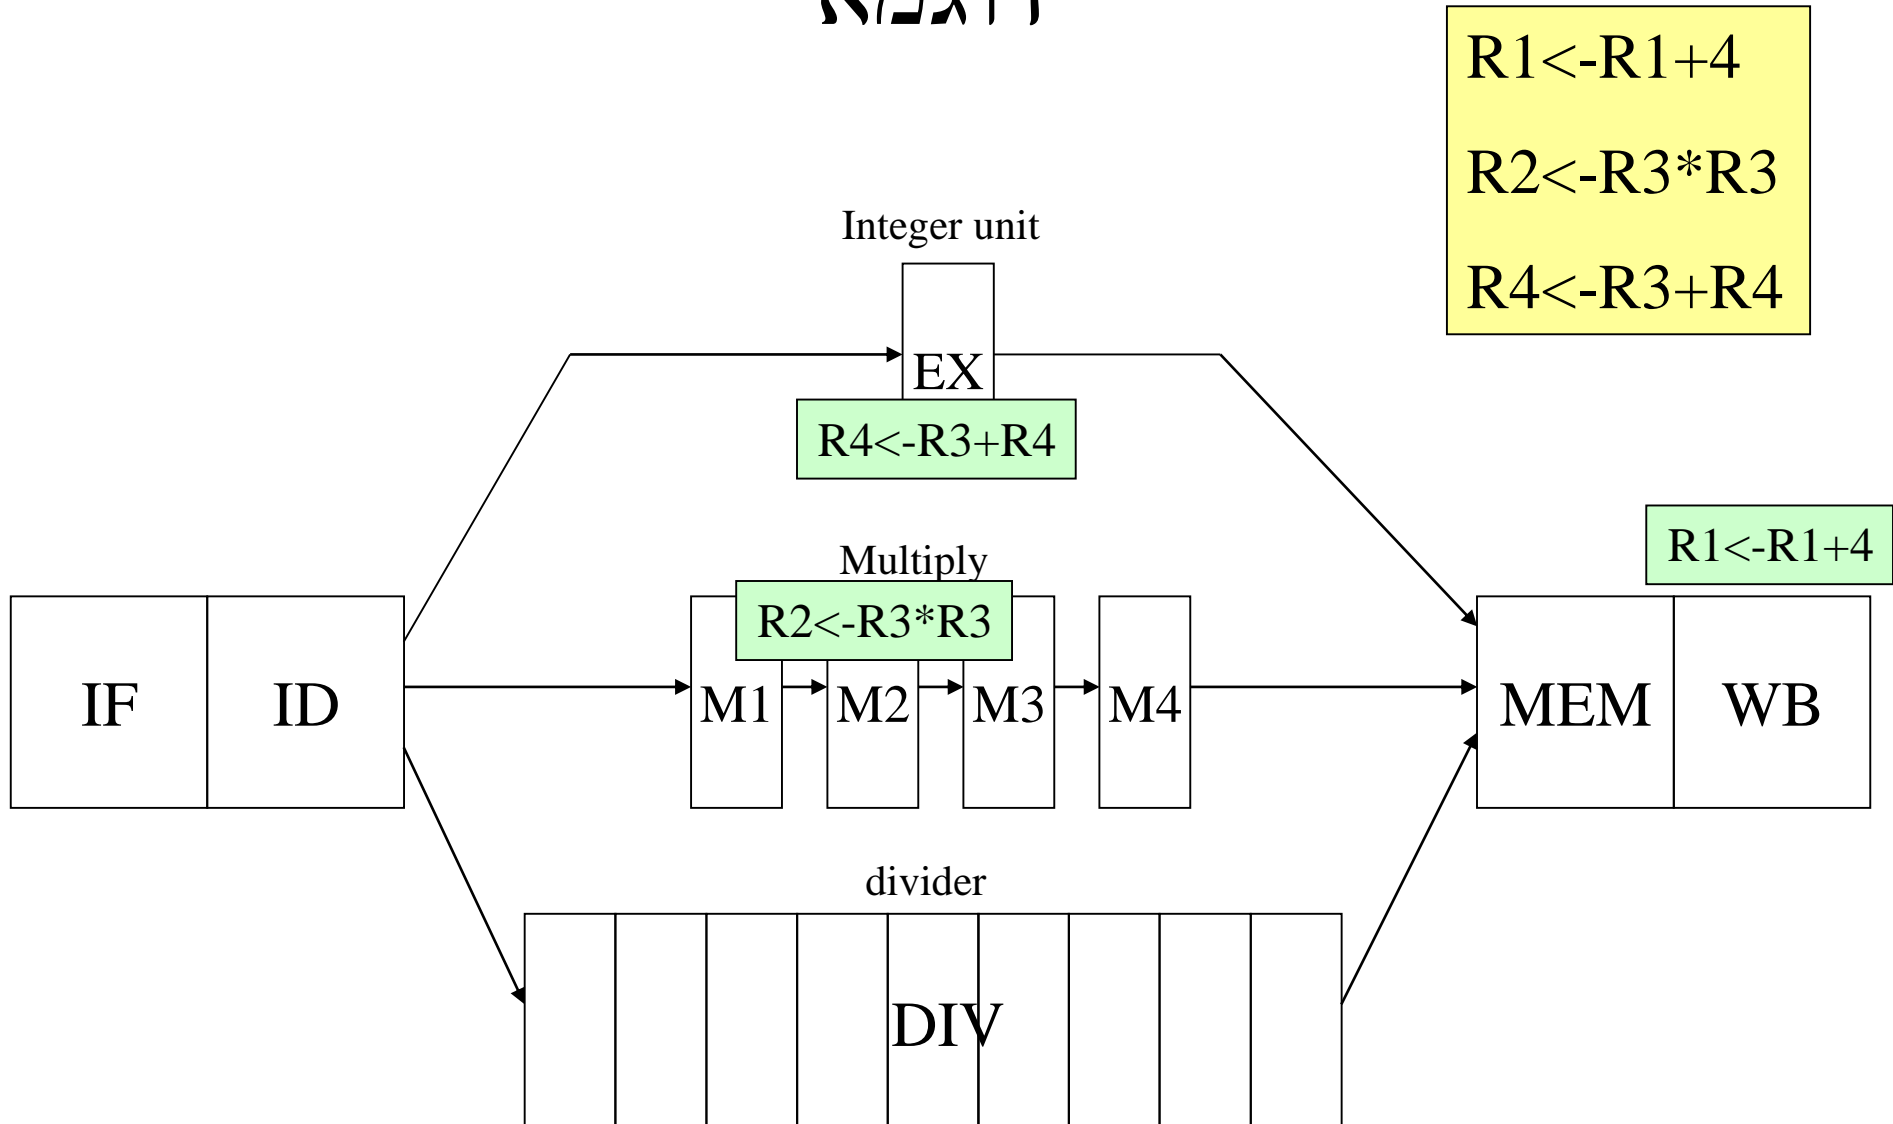 דוגמא
R1<-R1+4
R2<-R3*R3
R4<-R3+R4
Integer unit
EX
R4<-R3+R4
R1<-R1+4
Multiply
R2<-R3*R3
IF ID M1 M2 M3 M4 MEM WB
divider
DIV